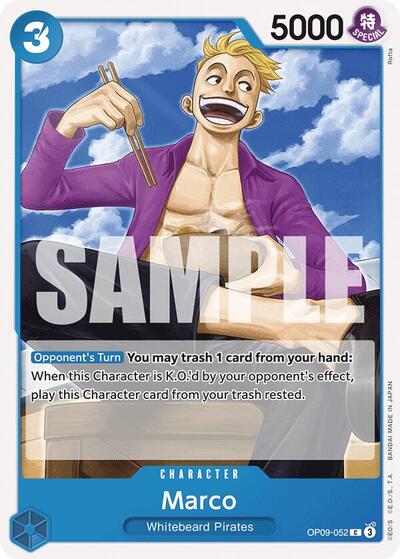 3
5000
特
SPECIAL
Rofta
SAMPLE
Opponent's Turn You may trash 1 card from your hand:
When this Character is K.O.'d by your opponent's effect,
play this Character card from your trash rested.
CHARACTER
Marco
Whitebeard Pirates
OP09-052 C 3
©E.O./S. ©E.O./S., T.A. BANDAI MADE IN JAPAN